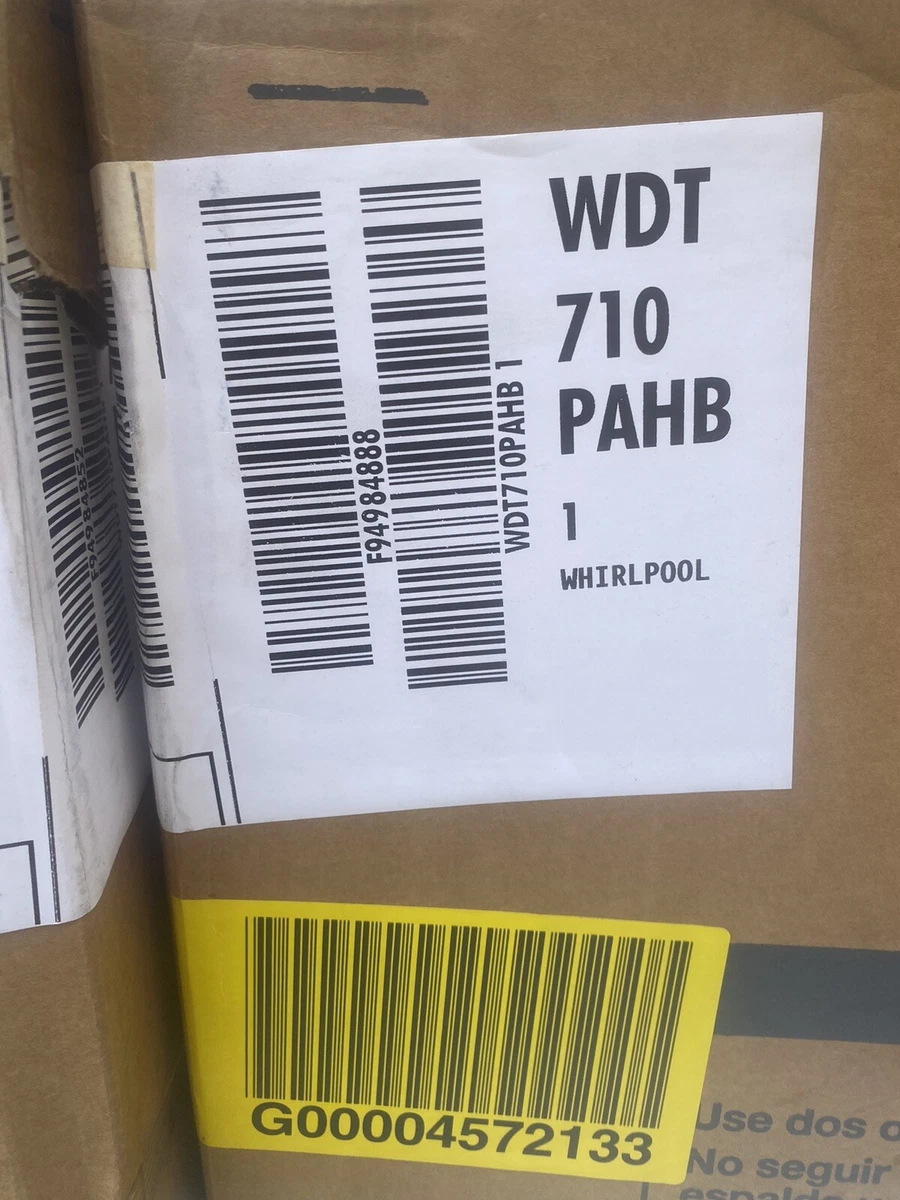 WDT
710
PAHB
1
WHIRLPOOL
F94984888
WDT710PAHB 1
F94984852
G00004572133
Use dos
No seguir